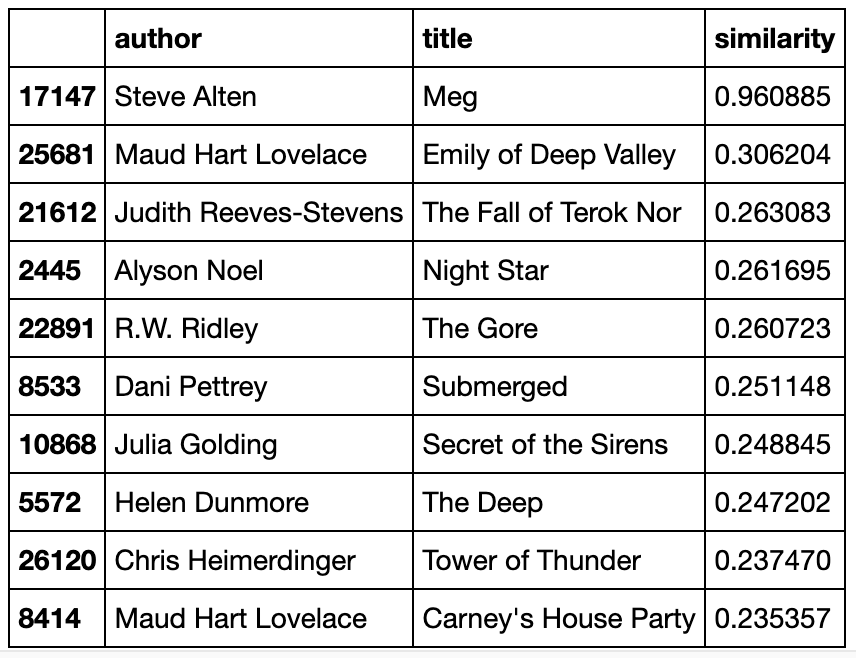 author title similarity
17147 Steve Alten Meg 0.960885
25681 Maud Hart Lovelace Emily of Deep Valley 0.306204
21612 Judith Reeves-Stevens The Fall of Terok Nor 0.263083
2445 Alyson Noel Night Star 0.261695
22891 R.W. Ridley The Gore 0.260723
8533 Dani Pettrey Submerged 0.251148
10868 Julia Golding Secret of the Sirens 0.248845
5572 Helen Dunmore The Deep 0.247202
26120 Chris Heimerdinger Tower of Thunder 0.237470
8414 Maud Hart Lovelace Carney's House Party 0.235357